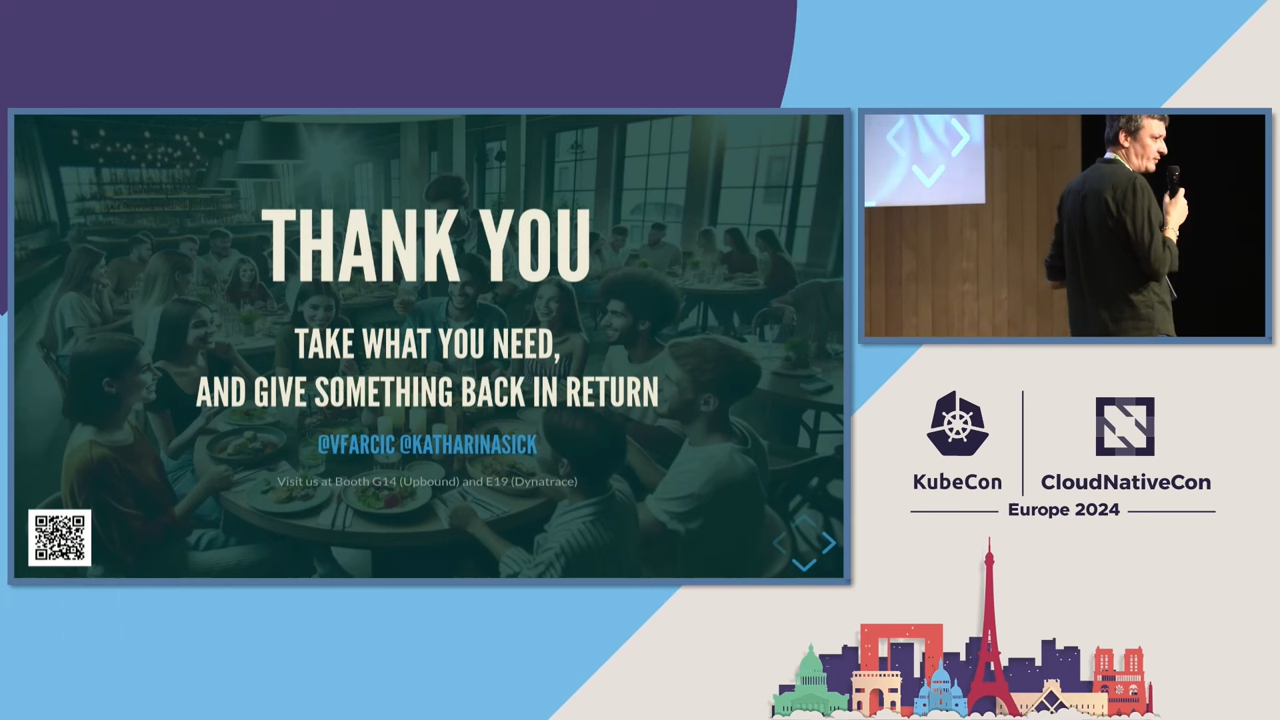 THANK YOU
TAKE WHAT YOU NEED,
AND GIVE SOMETHING BACK IN RETURN
@VFARCIC @KATHARINASICK
Visit us at Booth G14 (Upbound) and E19 (Dynatrace)
KubeCon
CloudNativeCon
Europe 2024